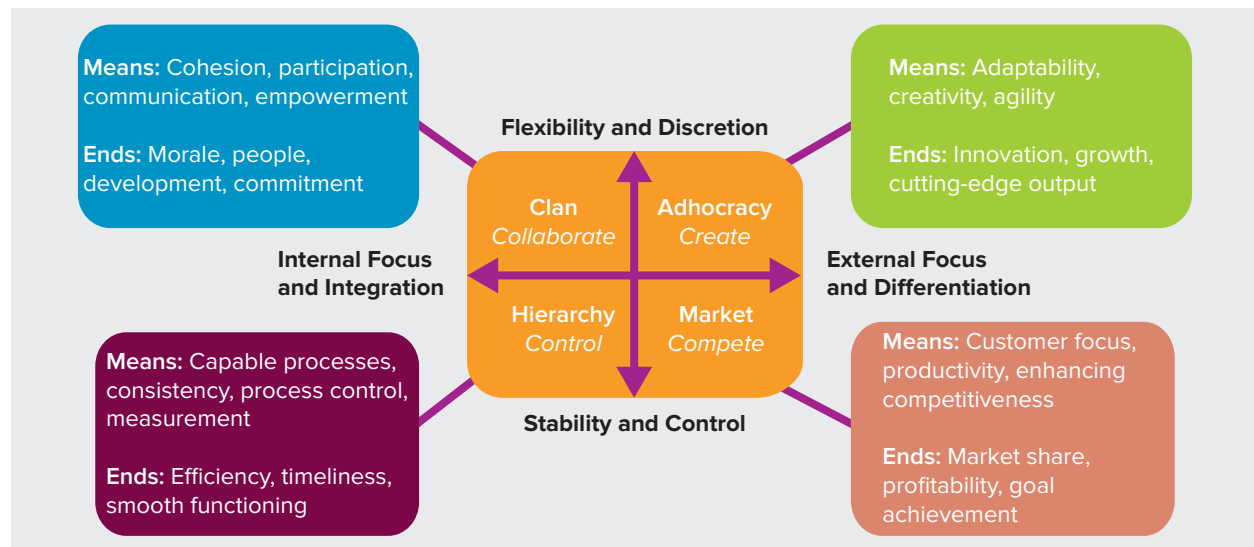 Means: Cohesion, participation,
communication, empowerment
Ends: Morale, people,
development, commitment
Means: Adaptability,
creativity, agility
Ends: Innovation, growth,
cutting-edge output
Flexibility and Discretion
Clan
Collaborate
Adhocracy
Create
Internal Focus
and Integration
External Focus
and Differentiation
Hierarchy
Control
Market
Compete
Stability and Control
Means: Capable processes,
consistency, process control,
measurement
Ends: Efficiency, timeliness,
smooth functioning
Means: Customer focus,
productivity, enhancing
competitiveness
Ends: Market share,
profitability, goal
achievement